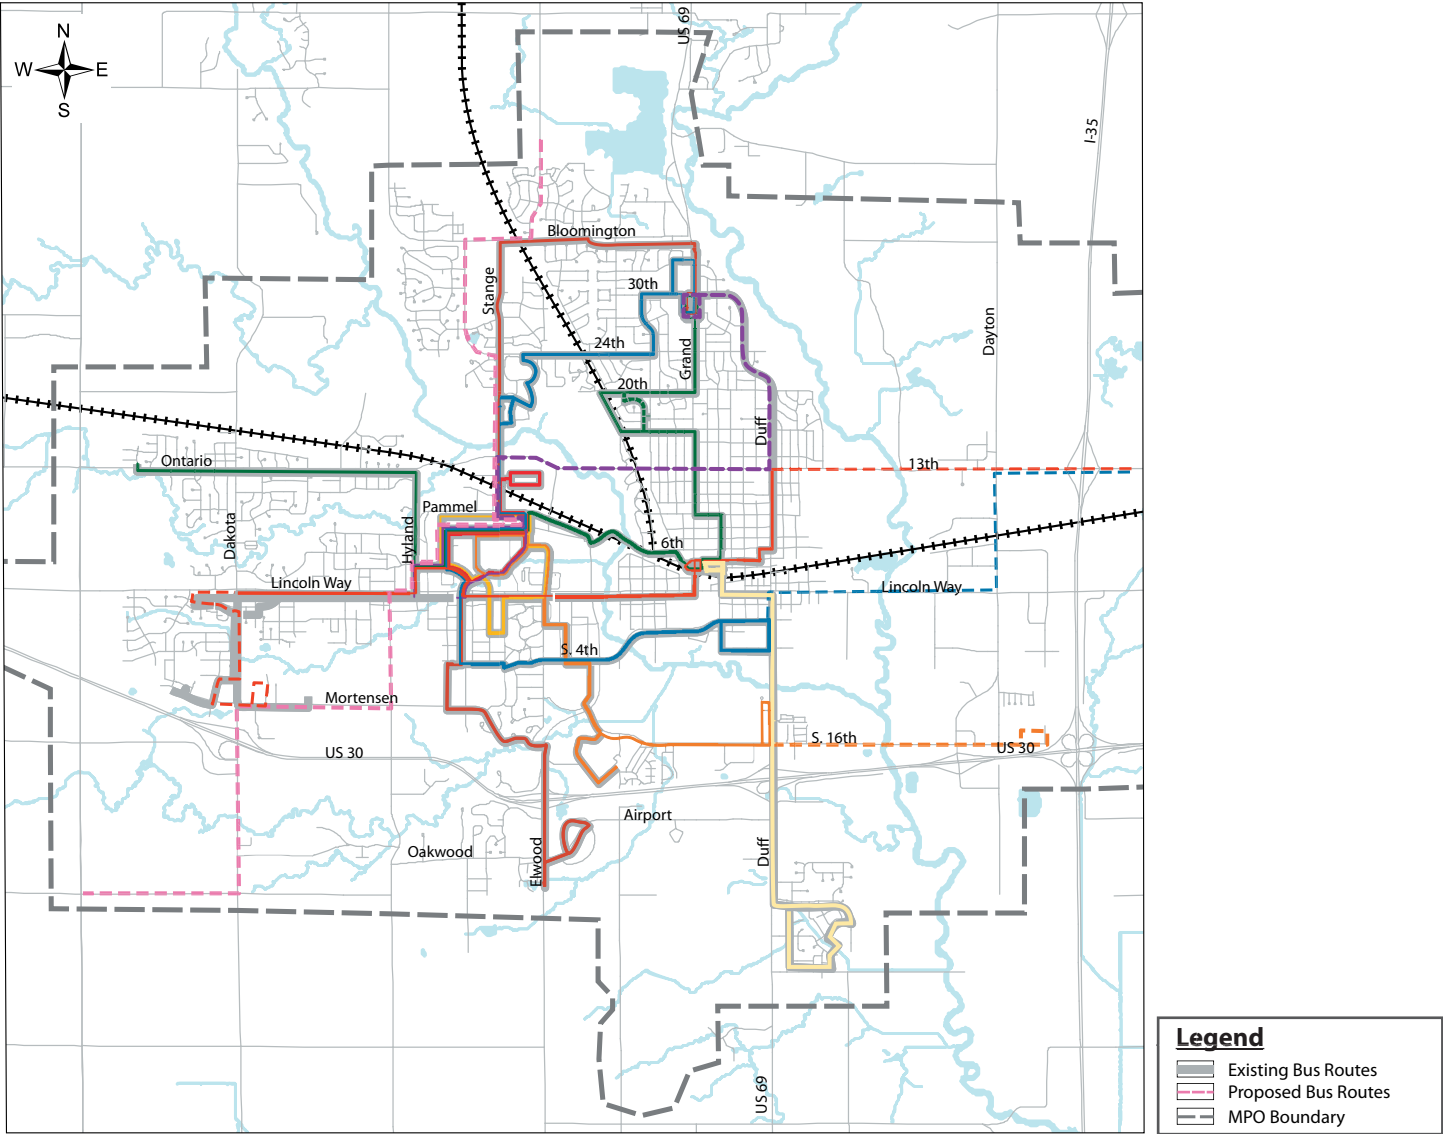 US 69
N
W E
S
I-35
Bloomington
Stange
30th
Dayton
24th
Grand
20th
Duff
Ontario
13th
Pammel
Dakota
Hyland
6th
Lincoln Way
Lincoln Way
S. 4th
Mortensen
S. 16th
US 30
US 30
Airport
Oakwood
Elwood
Duff
US 69
Legend
Existing Bus Routes
Proposed Bus Routes
MPO Boundary